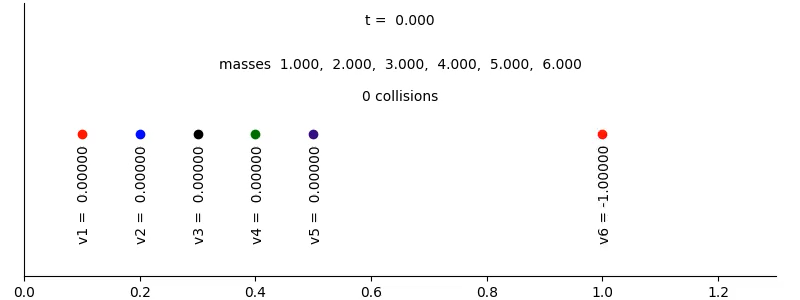 t =  0.000
masses  1.000,  2.000,  3.000,  4.000,  5.000,  6.000
0 collisions
v1 =  0.00000
v2 =  0.00000
v3 =  0.00000
v4 =  0.00000
v5 =  0.00000
v6 = -1.00000
0.0 0.2 0.4 0.6 0.8 1.0 1.2